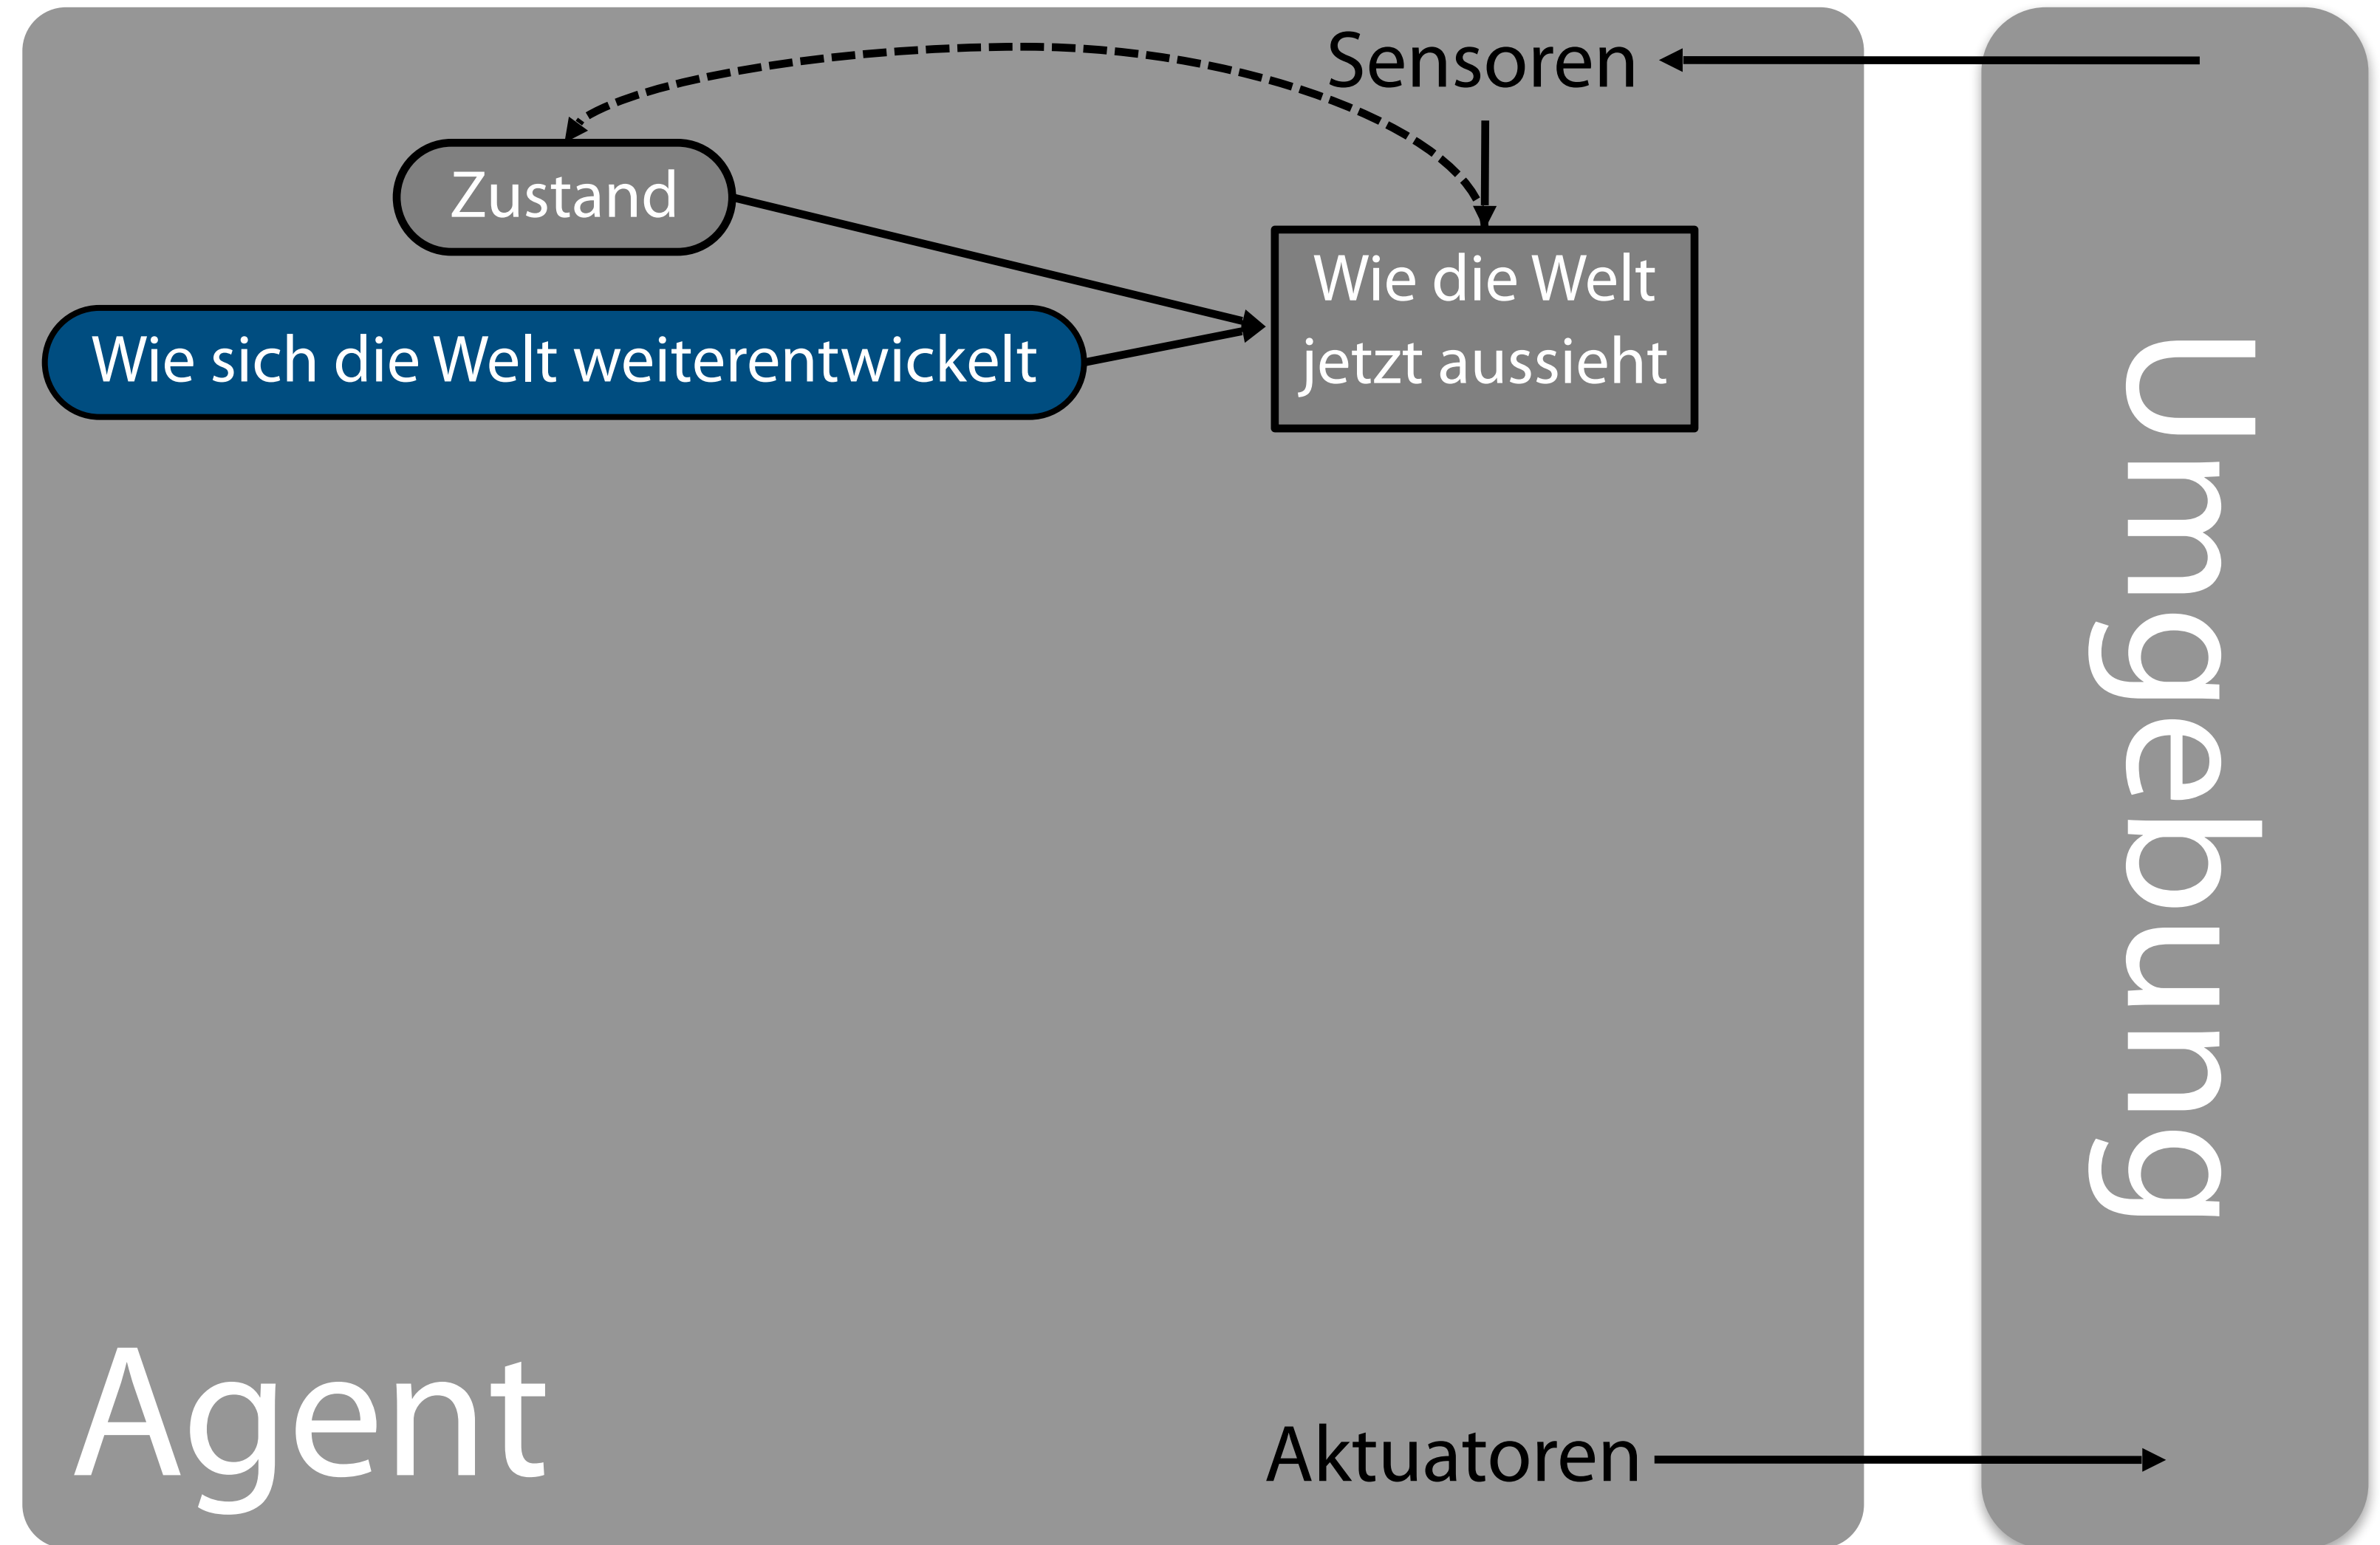 Sensoren
Zustand
Wie die Welt
jetzt aussieht
Wie sich die Welt weiterentwickelt
Umgebung
Agent
Aktuatoren